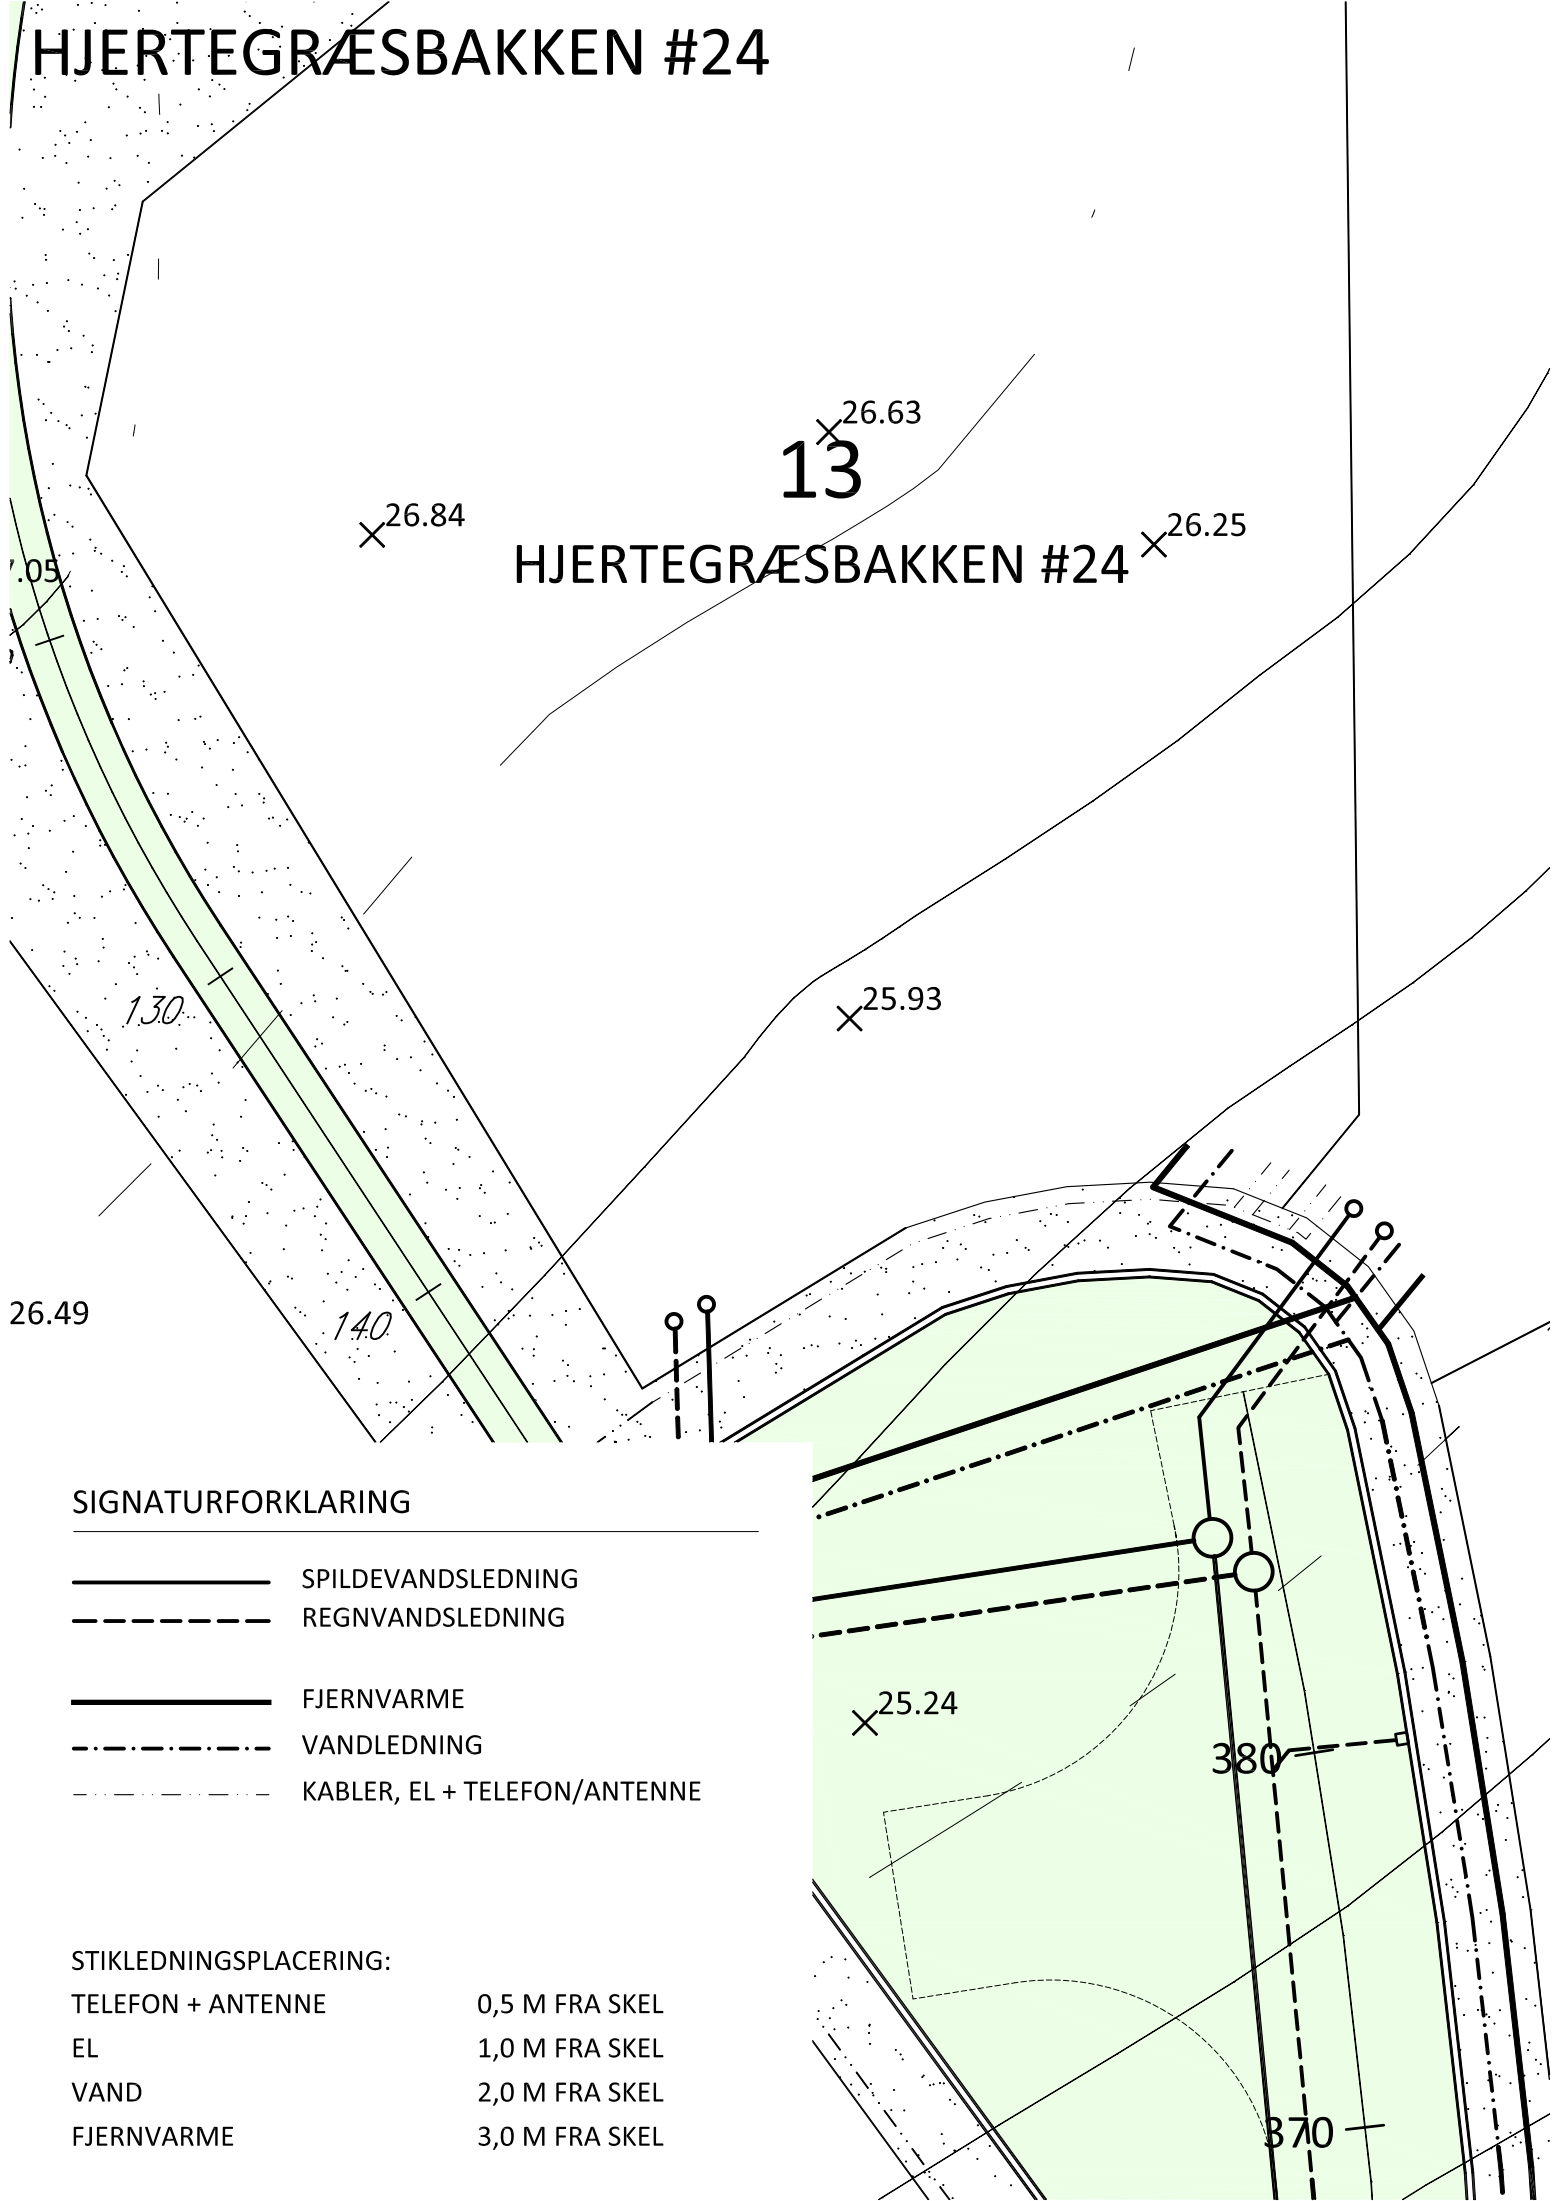 HJERTEGRÆSBAKKEN #24
26.63
13
26.84
26.25
HJERTEGRÆSBAKKEN #24
.05
25.93
130
26.49
140
SIGNATURFORKLARING
SPILDEVANDSLEDNING
REGNVANDSLEDNING
FJERNVARME
VANDLEDNING
KABLER, EL + TELEFON/ANTENNE
25.24
380
STIKLEDNINGSPLACERING:
TELEFON + ANTENNE 0,5 M FRA SKEL
EL 1,0 M FRA SKEL
VAND 2,0 M FRA SKEL
FJERNVARME 3,0 M FRA SKEL
370